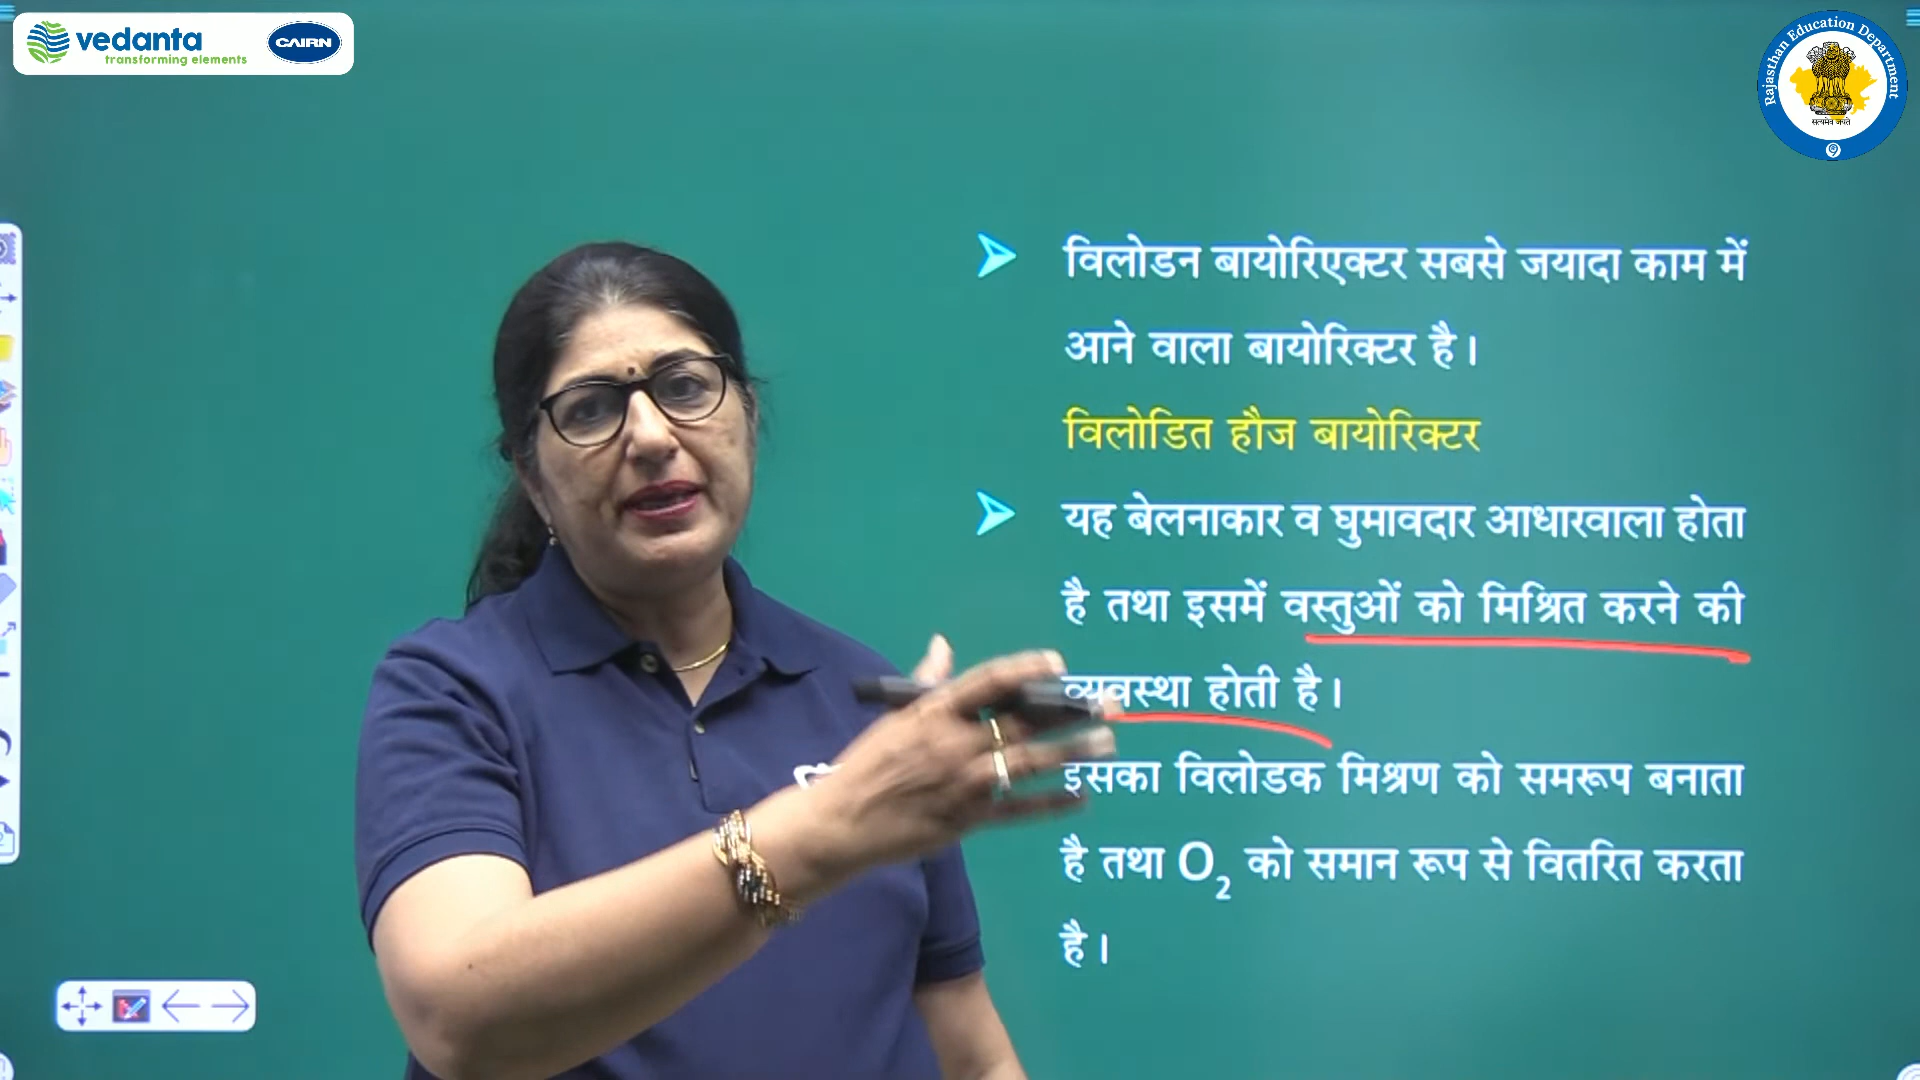 vedanta
transforming elements
CAIRN
Rajasthan Education Department
सत्यमेव जयते
विलोडन बायोरिएक्टर सबसे जयादा काम में
आने वाला बायोरिक्टर है।
विलोडित हौज बायोरिक्टर
यह बेलनाकार व घुमावदार आधारवाला होता
है तथा इसमें वस्तुओं को मिश्रित करने की
व्यवस्था होती है।
इसका विलोडक मिश्रण को समरूप बनाता
है तथा O₂ को समान रूप से वितरित करता
है।